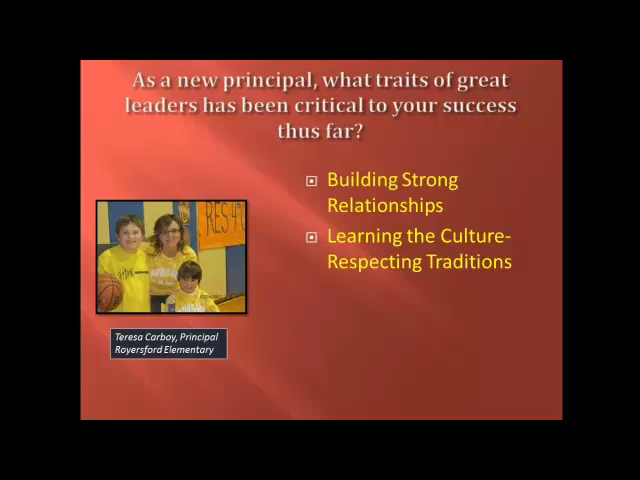 As a new principal, what traits of great
leaders has been critical to your success
thus far?
Building Strong
Relationships
Learning the Culture-
Respecting Traditions
RES
Teresa Carboy, Principal
Royersford Elementary